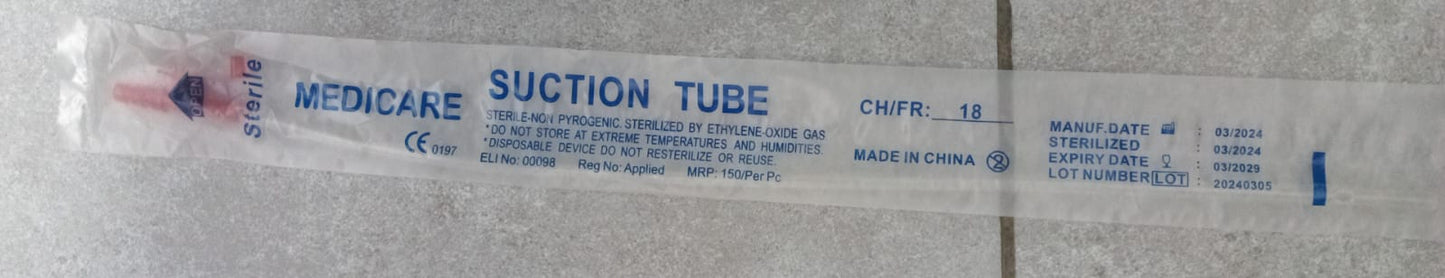 OPEN
Sterile
MEDICARE
CE 0197
SUCTION TUBE
STERILE-NON PYROGENIC. STERILIZED BY ETHYLENE-OXIDE GAS
*DO NOT STORE AT EXTREME TEMPERATURES AND HUMIDITIES.
*DISPOSABLE DEVICE DO NOT RESTERILIZE OR REUSE.
ELI No: 00098 Reg No: Applied MRP: 150/Per Pc
CH/FR: 18
MADE IN CHINA 2
MANUF.DATE : 03/2024
STERILIZED : 03/2024
EXPIRY DATE : 03/2029
LOT NUMBER LOT : 20240305